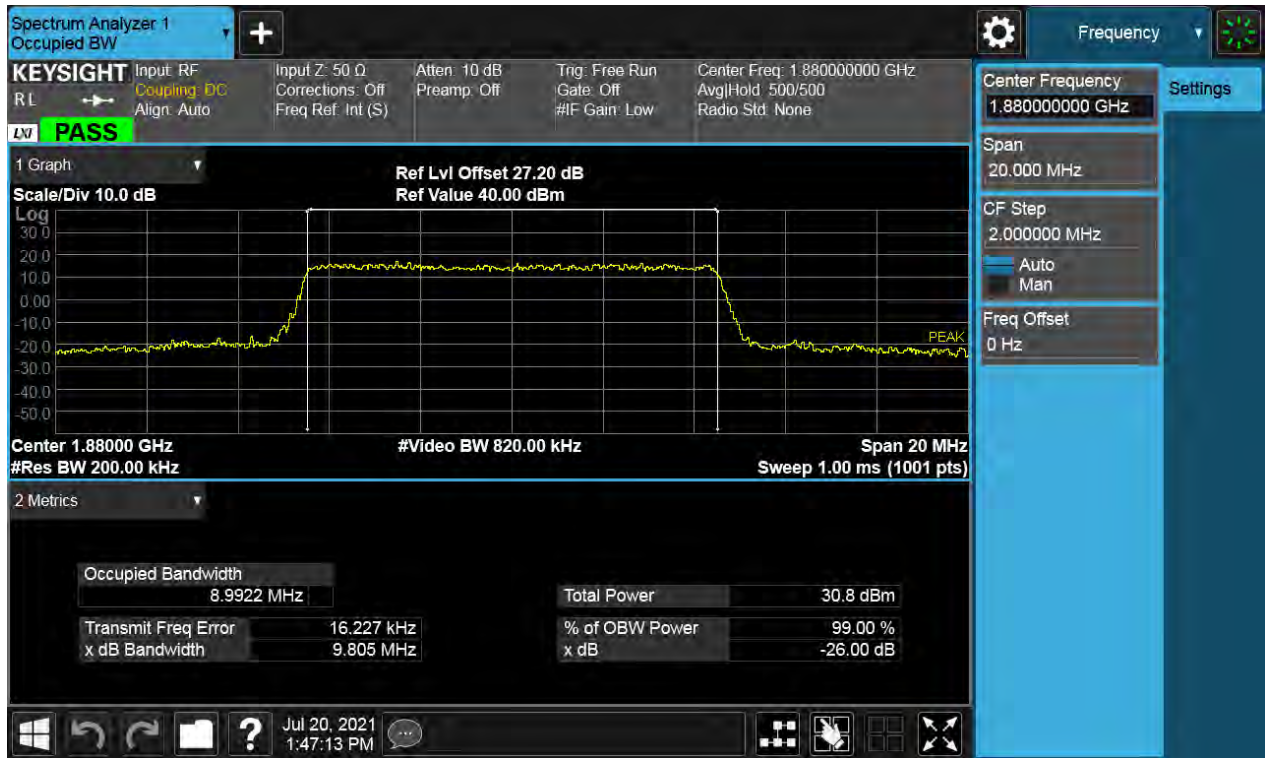 Spectrum Analyzer 1
Occupied BW
+
Frequency
KEYSIGHT Input: RF Input Z: 50 Ω Atten: 10 dB Trig: Free Run Center Freq: 1.880000000 GHz
RL Coupling: DC Corrections: Off Preamp: Off Gate: Off Avg|Hold: 500/500
Align: Auto Freq Ref: Int (S) #IF Gain: Low Radio Std: None
LXI PASS
1 Graph
Ref Lvl Offset 27.20 dB
Scale/Div 10.0 dB Ref Value 40.00 dBm
Log
30.0
20.0
10.0
0.00
-10.0
-20.0
-30.0
-40.0
-50.0
PEAK
Center 1.88000 GHz #Video BW 820.00 kHz Span 20 MHz
#Res BW 200.00 kHz Sweep 1.00 ms (1001 pts)
2 Metrics
Occupied Bandwidth
8.9922 MHz Total Power 30.8 dBm
Transmit Freq Error 16.227 kHz % of OBW Power 99.00 %
x dB Bandwidth 9.805 MHz x dB -26.00 dB
?
Jul 20, 2021
1:47:13 PM
Center Frequency
1.880000000 GHz
Settings
Span
20.000 MHz
CF Step
2.000000 MHz
Auto
Man
Freq Offset
0 Hz